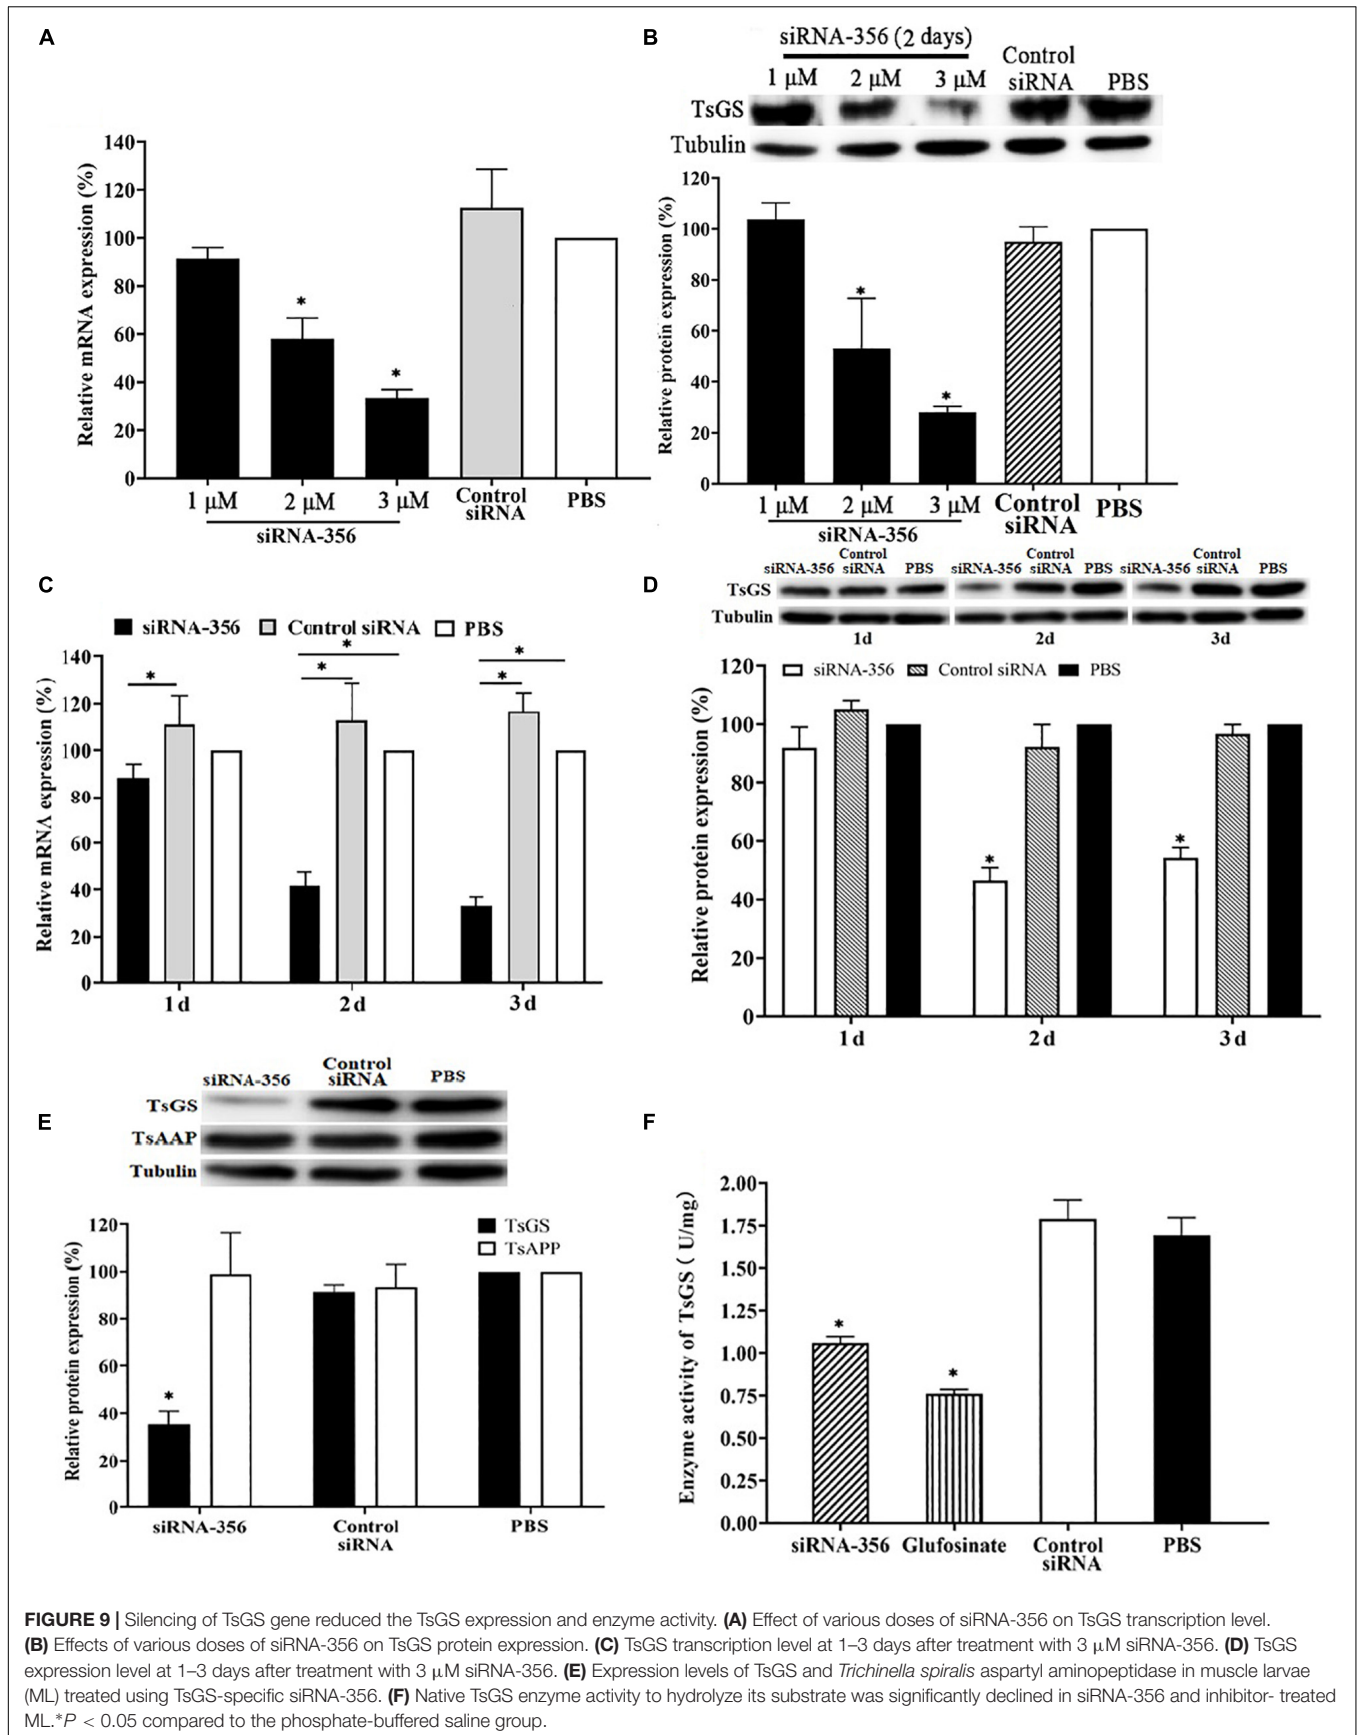 A
140
120
100
80
60
40
20
0
Relative mRNA expression (%)
*
*
1 μM 2 μM 3 μM Control siRNA PBS
siRNA-356
B
siRNA-356 (2 days)
1 μM 2 μM 3 μM Control siRNA PBS
TsGS
Tubulin
120
100
80
60
40
20
0
Relative protein expression (%)
*
*
1 μM 2 μM 3 μM Control siRNA PBS
siRNA-356
C
siRNA-356 Control siRNA PBS
140
120
100
80
60
40
20
0
Relative mRNA expression (%)
*
*
*
*
*
1 d 2 d 3 d
D
siRNA-356 Control siRNA PBS siRNA-356 Control siRNA PBS siRNA-356 Control siRNA PBS
TsGS
Tubulin
1d 2d 3d
siRNA-356 Control siRNA PBS
120
100
80
60
40
20
0
Relative protein expression (%)
*
*
1 d 2 d 3 d
E
siRNA-356 Control siRNA PBS
TsGS
TsAAP
Tubulin
TsGS
TsAPP
120
100
80
60
40
20
0
Relative protein expression (%)
*
siRNA-356 Control siRNA PBS
F
2.00
1.75
1.50
1.25
1.00
0.75
0.50
0.25
0.00
Enzyme activity of TsGS ( U/mg)
*
*
siRNA-356 Glufosinate Control siRNA PBS
FIGURE 9 | Silencing of TsGS gene reduced the TsGS expression and enzyme activity. (A) Effect of various doses of siRNA-356 on TsGS transcription level.
(B) Effects of various doses of siRNA-356 on TsGS protein expression. (C) TsGS transcription level at 1–3 days after treatment with 3 μM siRNA-356. (D) TsGS
expression level at 1–3 days after treatment with 3 μM siRNA-356. (E) Expression levels of TsGS and Trichinella spiralis aspartyl aminopeptidase in muscle larvae
(ML) treated using TsGS-specific siRNA-356. (F) Native TsGS enzyme activity to hydrolyze its substrate was significantly declined in siRNA-356 and inhibitor- treated
ML.*P < 0.05 compared to the phosphate-buffered saline group.